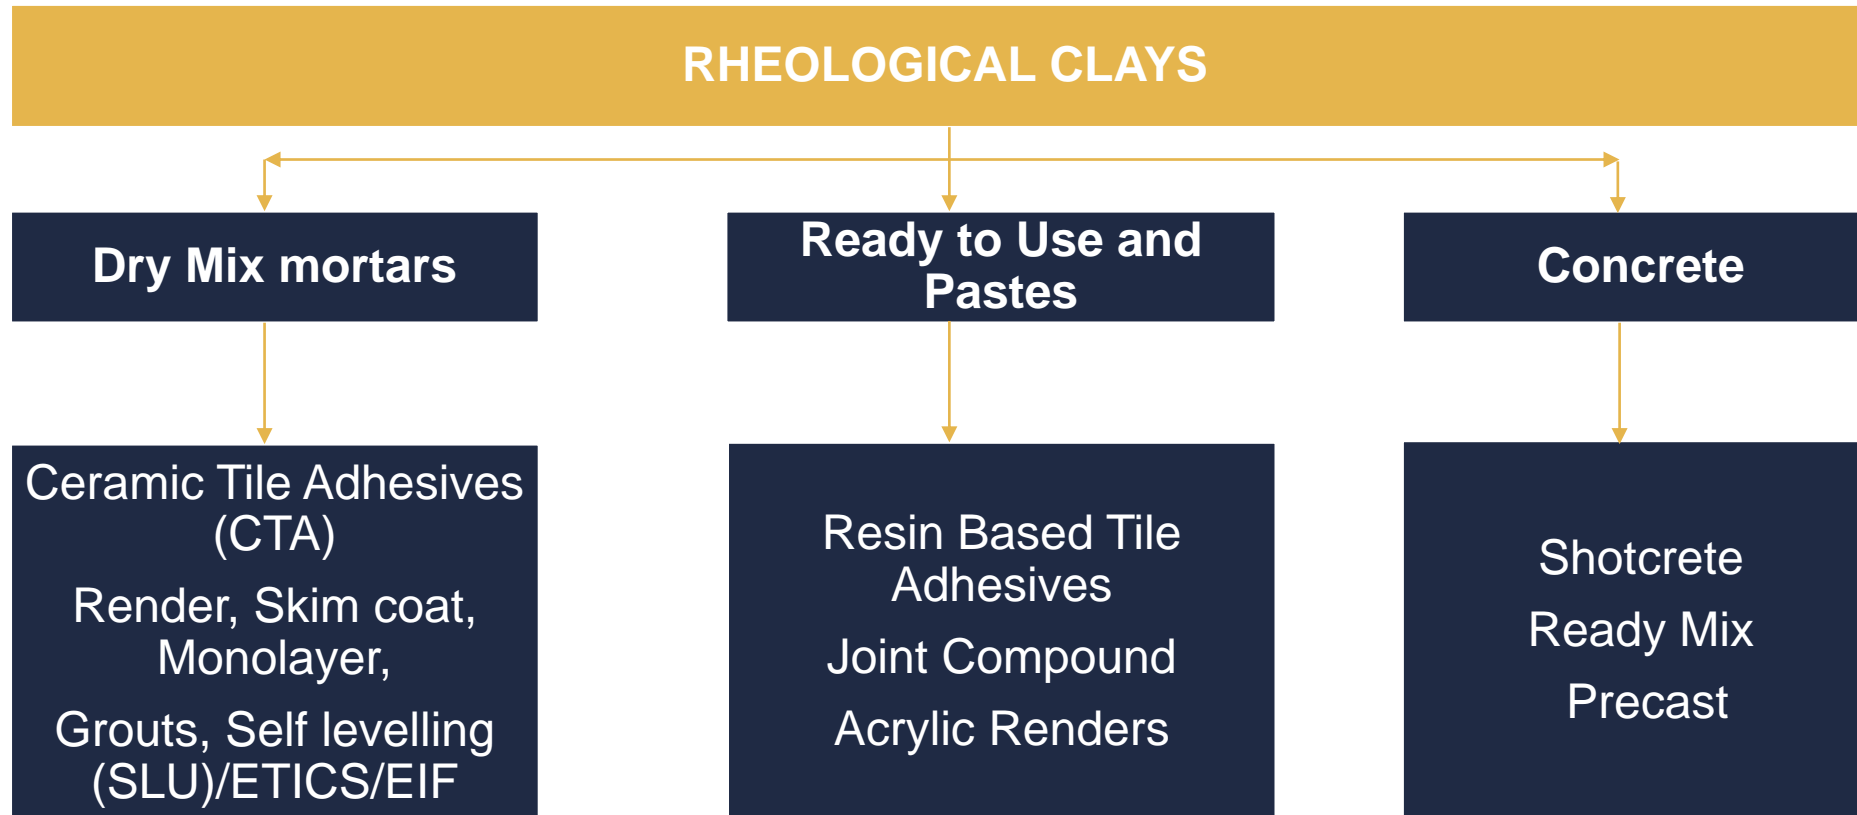 RHEOLOGICAL CLAYS
Dry Mix mortars
Ready to Use and
Pastes
Concrete
Ceramic Tile Adhesives
(CTA)
Render, Skim coat,
Monolayer,
Grouts, Self levelling
(SLU)/ETICS/EIF
Resin Based Tile
Adhesives
Joint Compound
Acrylic Renders
Shotcrete
Ready Mix
Precast